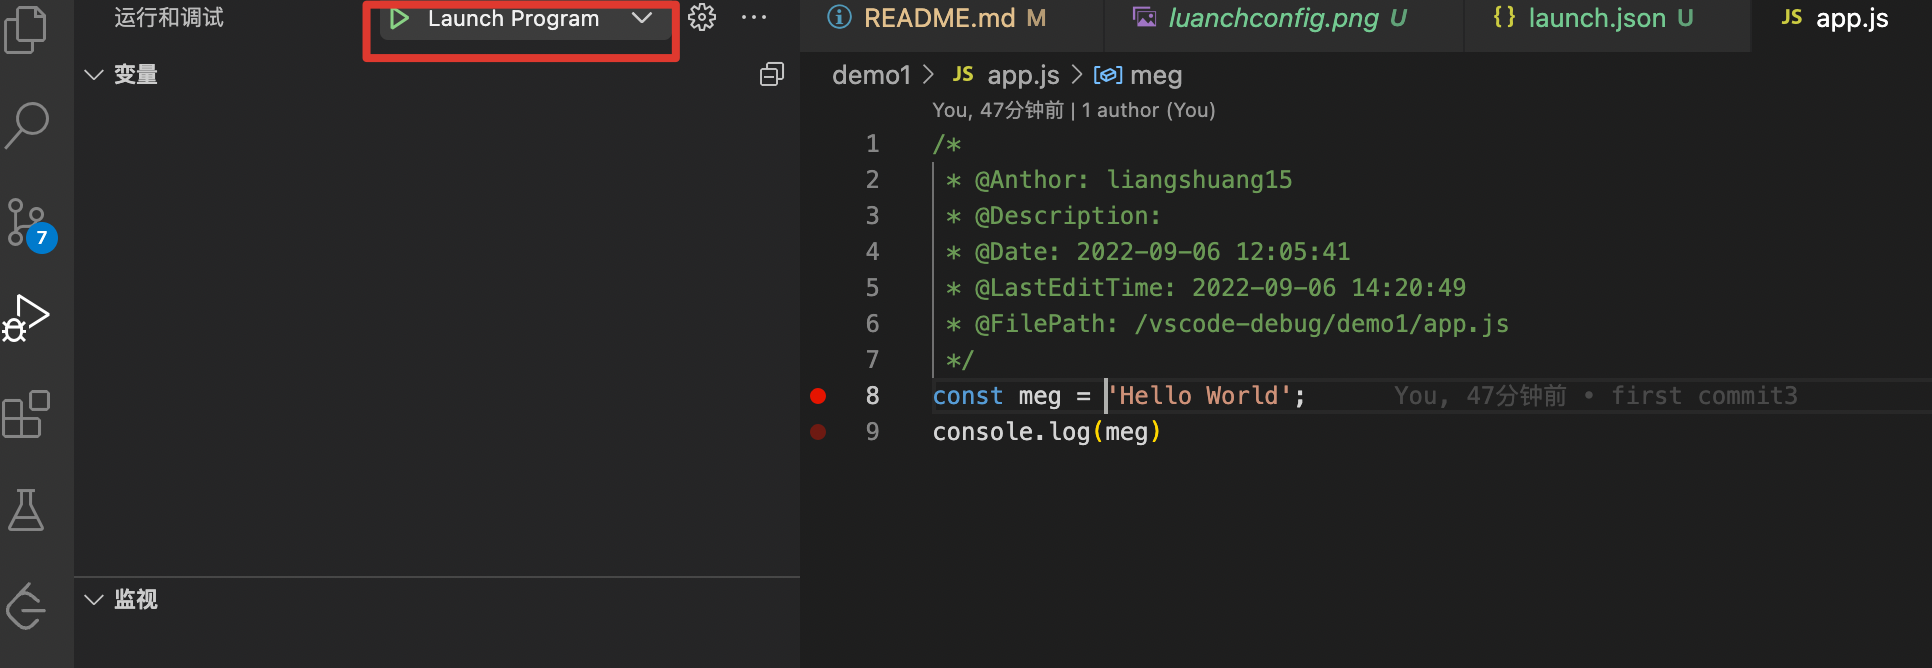 运行和调试
Launch Program
变量
7
监视
README.md M
luanchconfig.png U
{} launch.json U
JS app.js
demo1 > JS app.js > meg
You, 47分钟前 | 1 author (You)
1 /*
2 * @Anthor: liangshuang15
3 * @Description:
4 * @Date: 2022-09-06 12:05:41
5 * @LastEditTime: 2022-09-06 14:20:49
6 * @FilePath: /vscode-debug/demo1/app.js
7 */
8 const meg = 'Hello World'; You, 47分钟前 • first commit3
9 console.log(meg)